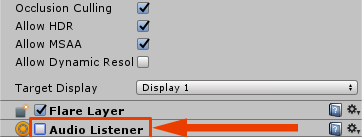 Occlusion Culling
Allow HDR
Allow MSAA
Allow Dynamic Resol
Target Display Display 1
Flare Layer
Audio Listener